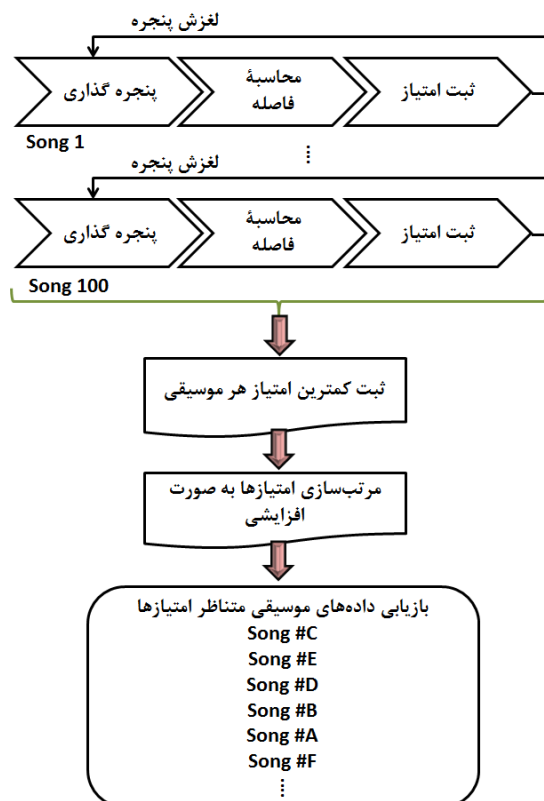 لغزش پنجره
پنجره گذاری
محاسبهٔ
فاصله
ثبت امتیاز
Song 1
لغزش پنجره
پنجره گذاری
محاسبهٔ
فاصله
ثبت امتیاز
Song 100
ثبت کمترین امتیاز هر موسیقی
مرتب‌سازی امتیازها به صورت
افزایشی
بازیابی داده‌های موسیقی متناظر امتیازها
Song #C
Song #E
Song #D
Song #B
Song #A
Song #F